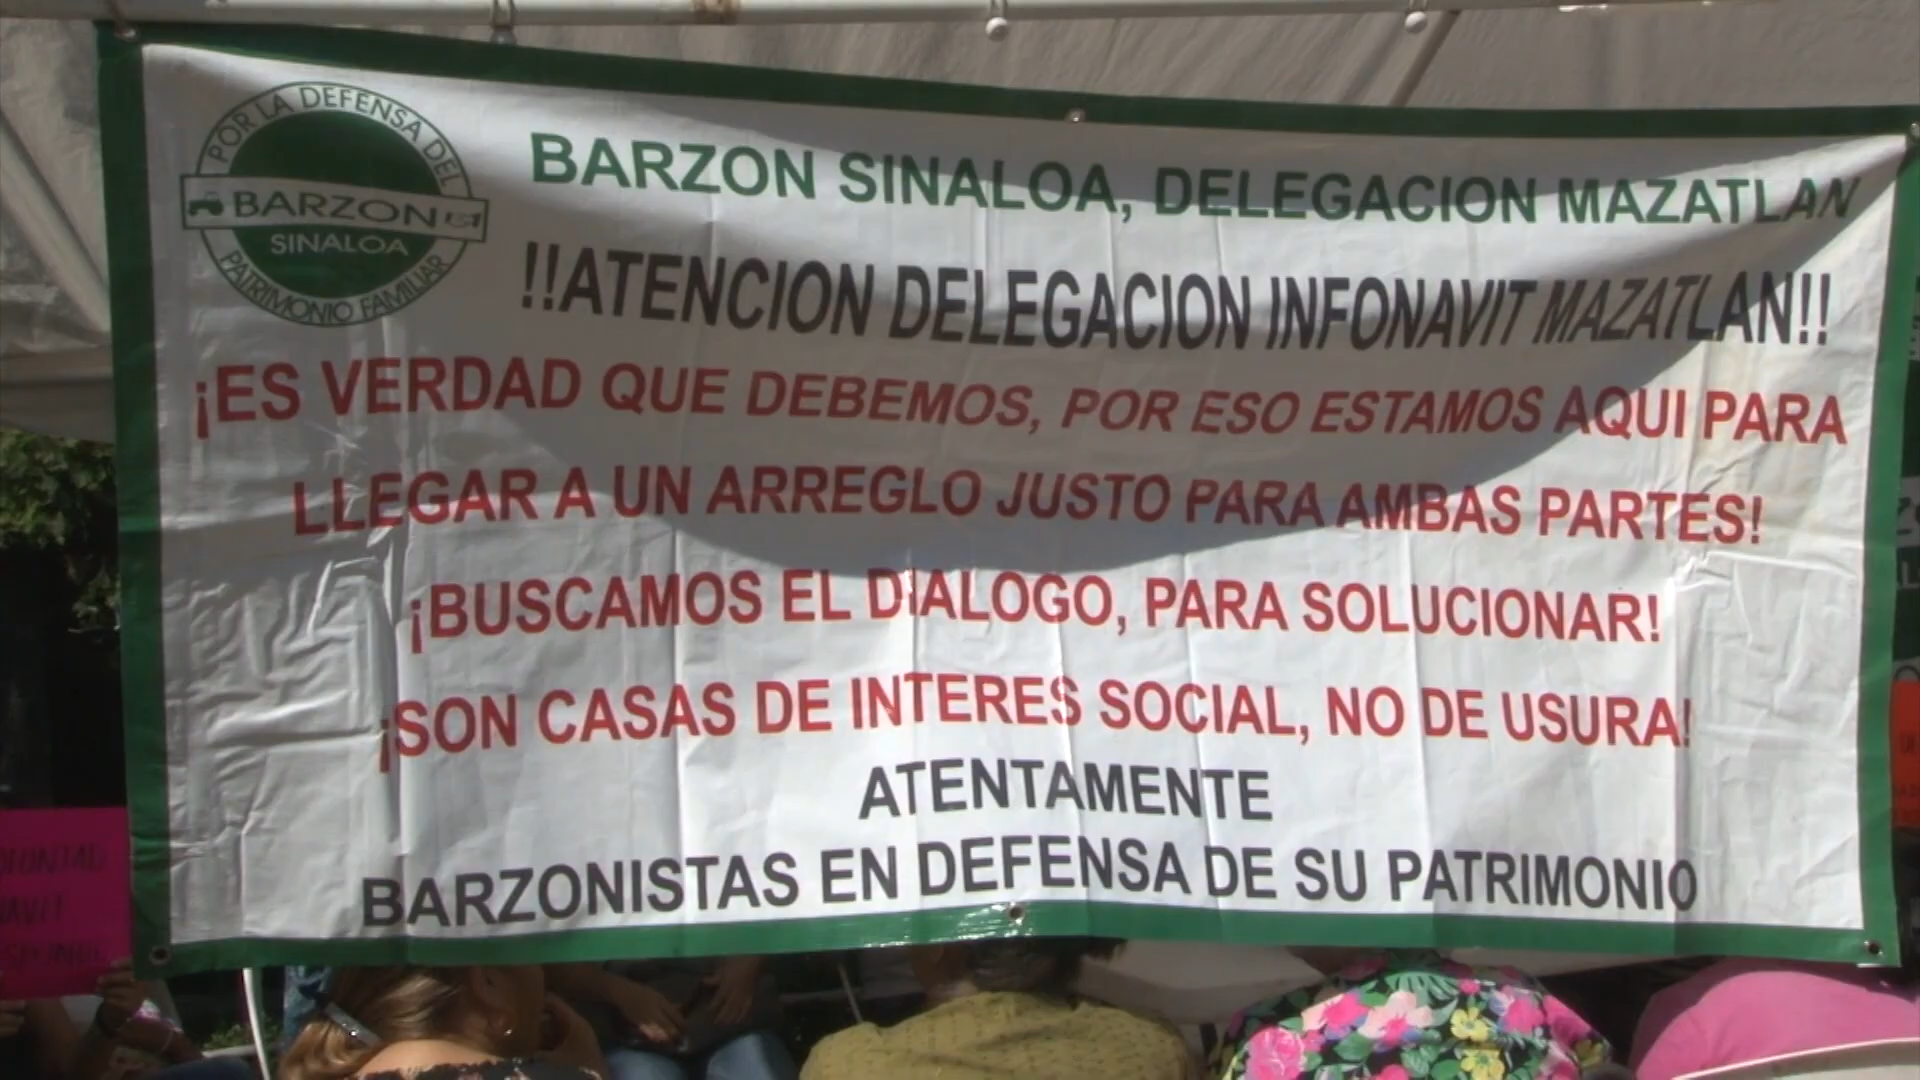 POR LA DEFENSA DEL
BARZON
SINALOA
PATRIMONIO FAMILIAR
BARZON SINALOA, DELEGACION MAZATLAN
!!ATENCION DELEGACION INFONAVIT MAZATLAN!!
¡ES VERDAD QUE DEBEMOS, POR ESO ESTAMOS AQUI PARA
LLEGAR A UN ARREGLO JUSTO PARA AMBAS PARTES!
¡BUSCAMOS EL DIALOGO, PARA SOLUCIONAR!
¡SON CASAS DE INTERES SOCIAL, NO DE USURA!
ATENTAMENTE
BARZONISTAS EN DEFENSA DE SU PATRIMONIO